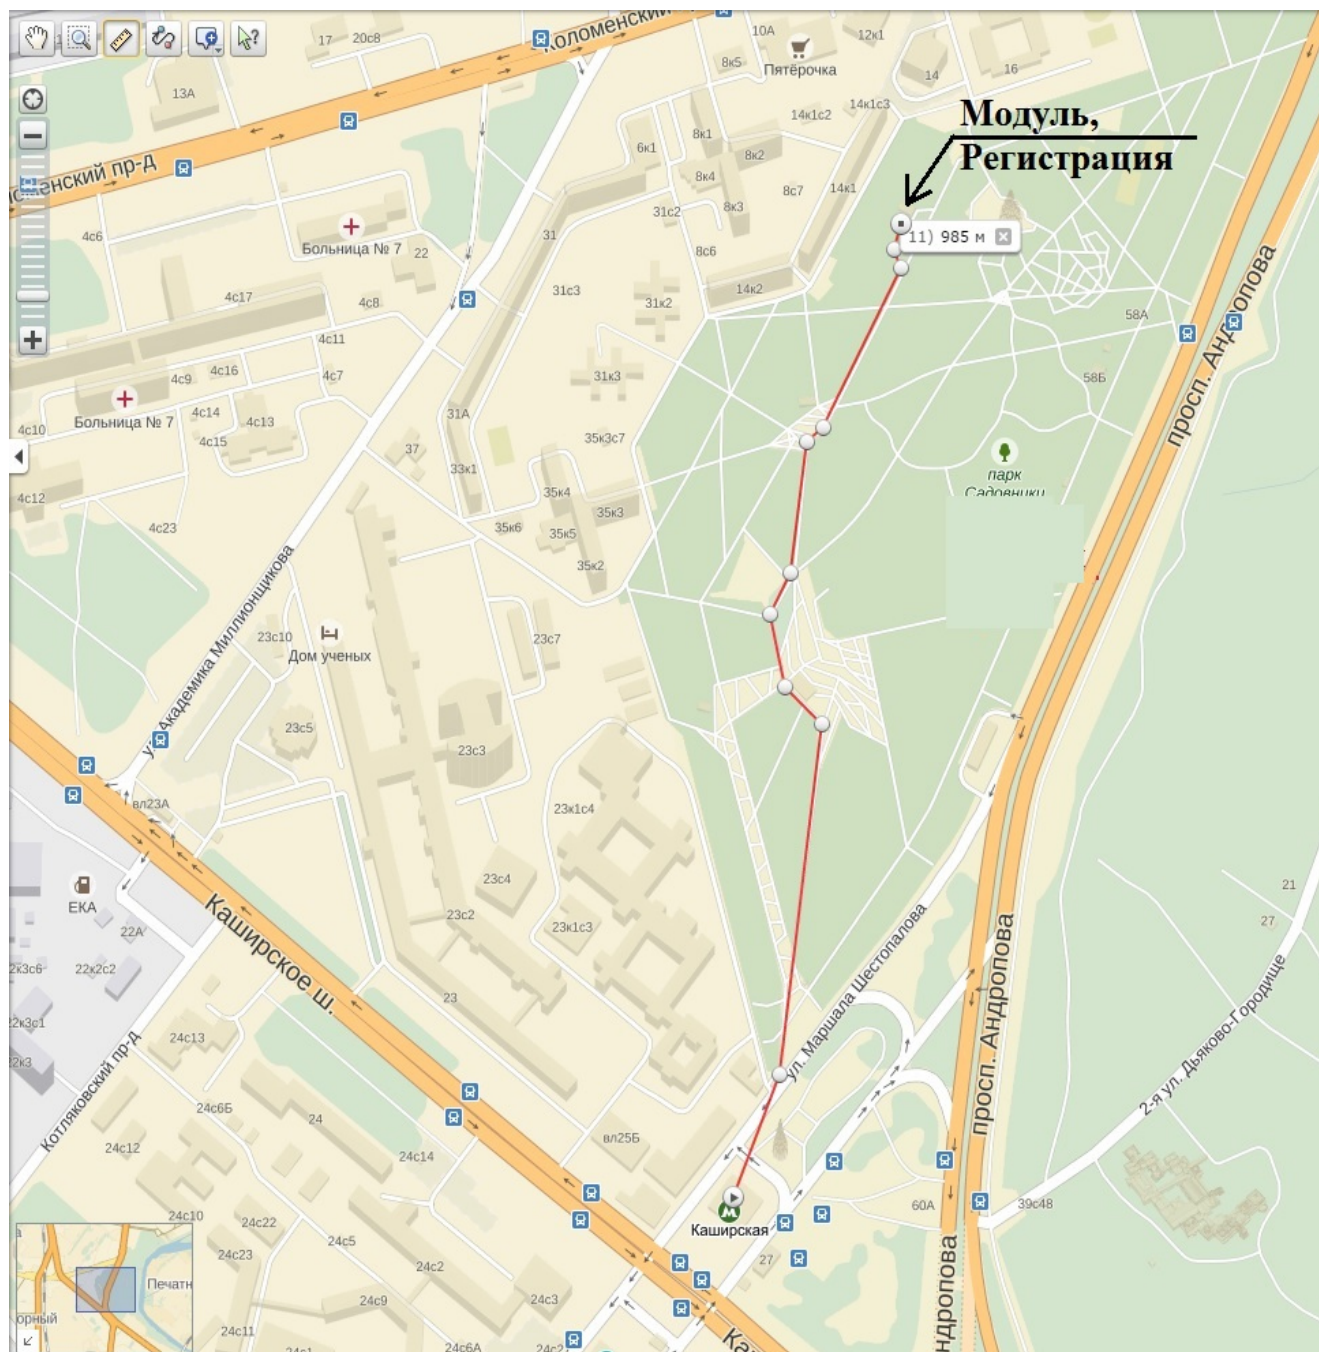 Коломенский
17
20с8
10А
12к1
8к5
Пятёрочка
14
16
13А
14к1с2
14к1с3
Модуль,
Регистрация
6к1
8к1
8к2
8к4
8к3
8с7
14к1
31с2
4с6
Больница № 7
22
31
8с6
11) 985 м
31с3
14к2
31к2
4с17
4с8
58А
4с11
просп. Андропова
4с9
4с16
4с7
31к3
58Б
Больница № 7
4с14
4с13
31А
4с10
4с15
35к3с7
37
33к1
парк
Садовники
4с12
35к4
4с23
35к6
35к3
35к5
35к2
ул. Академика Миллионщикова
23с10
Дом ученых
23с7
23с5
23с3
вл23А
23к1с4
23с4
ЕКА
21
22А
23с2
23к1с3
27
Каширское ш.
22к2с2
23
ул. Маршала Шестопалова
просп. Андропова
2-я ул. Дьяково-Городище
24с13
Котляковский пр-д
24с6Б
24
24с12
24с14
вл25Б
60А
39с48
Каширская
24с10
24с22
24с5
24с23
24с2
27
Печатн
24с9
24с3
орный
24с11
24с6А